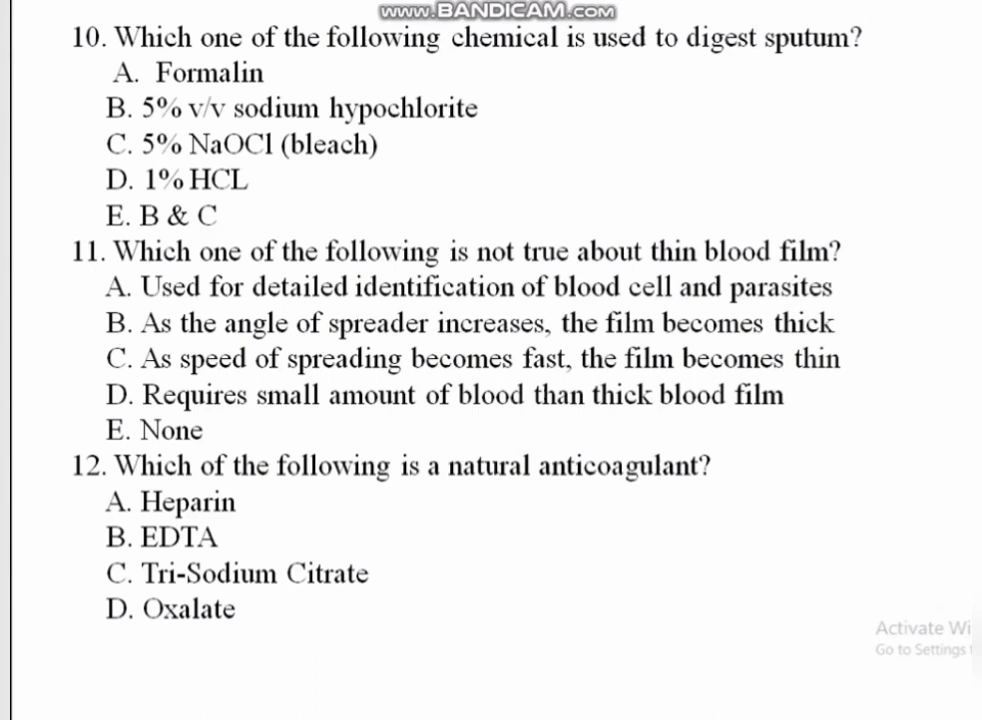 www.BANDICAM.COM
10. Which one of the following chemical is used to digest sputum?
A. Formalin
B. 5% v/v sodium hypochlorite
C. 5% NaOCl (bleach)
D. 1% HCL
E. B & C
11. Which one of the following is not true about thin blood film?
A. Used for detailed identification of blood cell and parasites
B. As the angle of spreader increases, the film becomes thick
C. As speed of spreading becomes fast, the film becomes thin
D. Requires small amount of blood than thick blood film
E. None
12. Which of the following is a natural anticoagulant?
A. Heparin
B. EDTA
C. Tri-Sodium Citrate
D. Oxalate
Activate Wi
Go to Settings